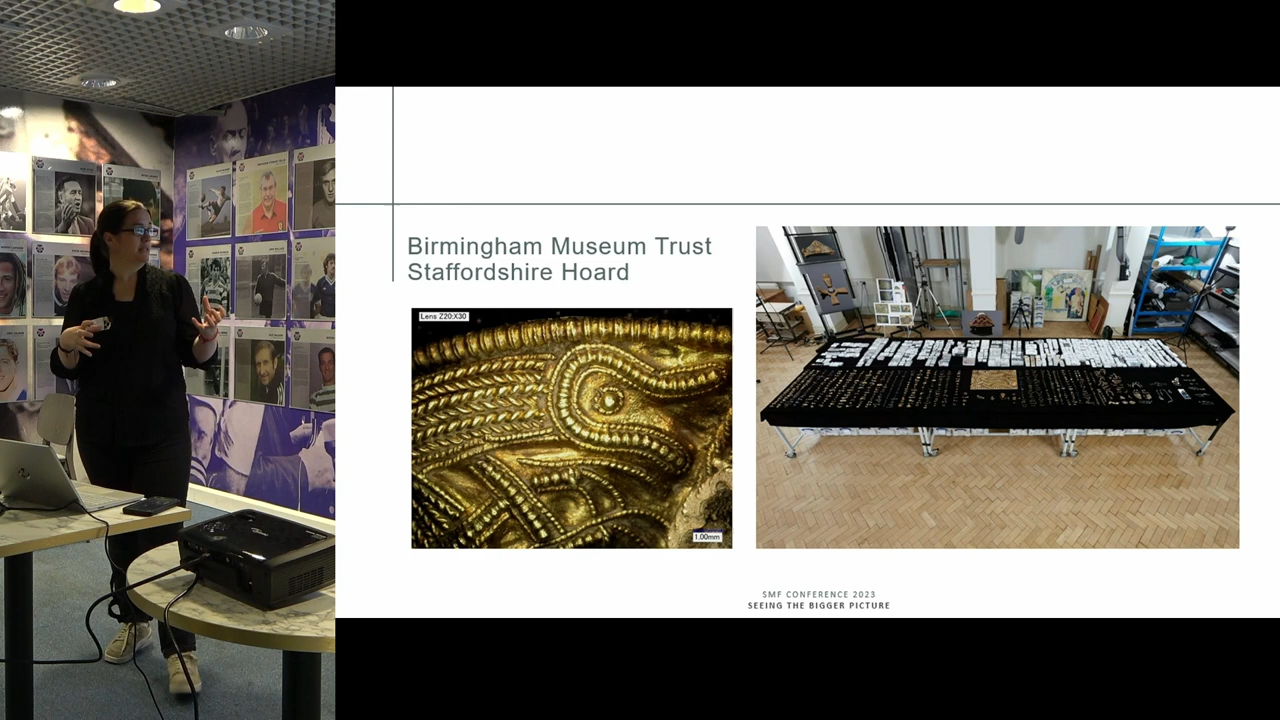 Birmingham Museum Trust
Staffordshire Hoard
Lens Z20:X30
1.00mm
SMF CONFERENCE 2023
SEEING THE BIGGER PICTURE